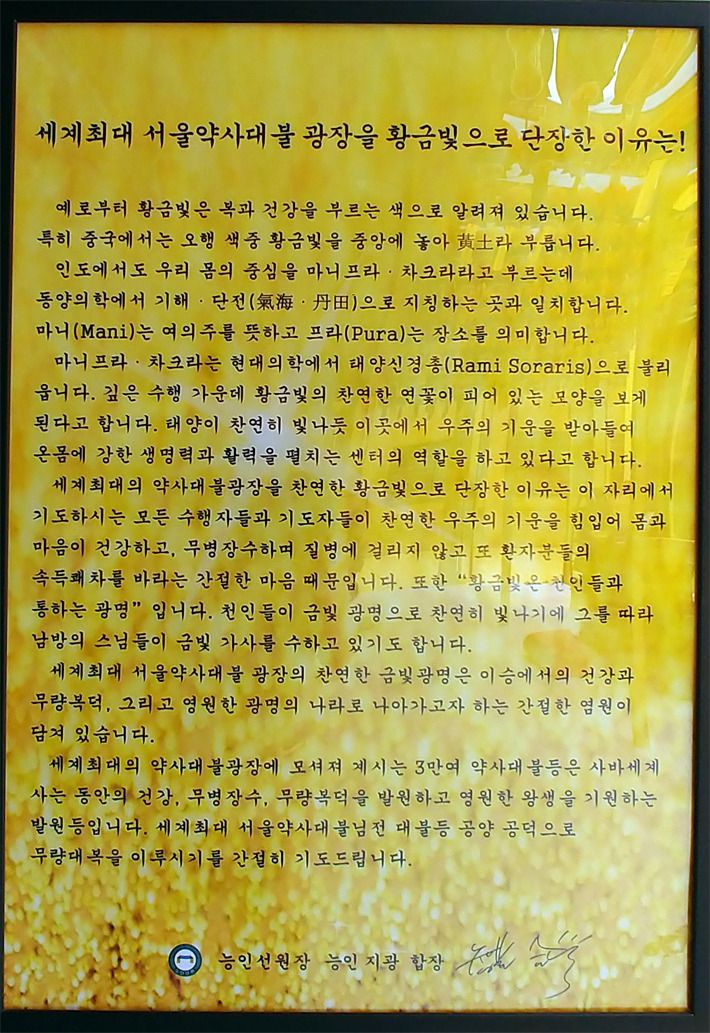 세계최대 서울약사대불 광장을 황금빛으로 단장한 이유는!
예로부터 황금빛은 복과 건강을 부르는 색으로 알려져 있습니다.
특히 중국에서는 오행 색중 황금빛을 중앙에 놓아 黃土라 부릅니다.
인도에서도 우리 몸의 중심을 마니프라 · 차크라라고 부르는데
동양의학에서 기해 · 단전(氣海 · 丹田)으로 지칭하는 곳과 일치합니다.
마니(Mani)는 여의주를 뜻하고 프라(Pura)는 장소를 의미합니다.
마니프라 · 차크라는 현대의학에서 태양신경총(Rami Soraris)으로 불리
웁니다. 깊은 수행 가운데 황금빛의 찬연한 연꽃이 피어 있는 모양을 보게
된다고 합니다. 태양이 찬연히 빛나듯 이곳에서 우주의 기운을 받아들여
온몸에 강한 생명력과 활력을 펼치는 센터의 역할을 하고 있다고 합니다.
세계최대의 약사대불광장을 찬연한 황금빛으로 단장한 이유는 이 자리에서
기도하시는 모든 수행자들과 기도자들이 찬연한 우주의 기운을 힘입어 몸과
마음이 건강하고, 무병장수하며 질병에 걸리지 않고 또 환자분들의
속득쾌차를 바라는 간절한 마음 때문입니다. 또한 “황금빛은 천인들과
통하는 광명” 입니다. 천인들이 금빛 광명으로 찬연히 빛나기에 그를 따라
남방의 스님들이 금빛 가사를 수하고 있기도 합니다.
세계최대 서울약사대불 광장의 찬연한 금빛광명은 이승에서의 건강과
무량복덕, 그리고 영원한 광명의 나라로 나아가고자 하는 간절한 염원이
담겨 있습니다.
세계최대의 약사대불광장에 모셔져 계시는 3만여 약사대불등은 사바세계
사는 동안의 건강, 무병장수, 무량복덕을 발원하고 영원한 왕생을 기원하는
발원등입니다. 세계최대 서울약사대불님전 대불등 공양 공덕으로
무량대복을 이루시기를 간절히 기도드립니다.
능인선원장 능인 지광 합장